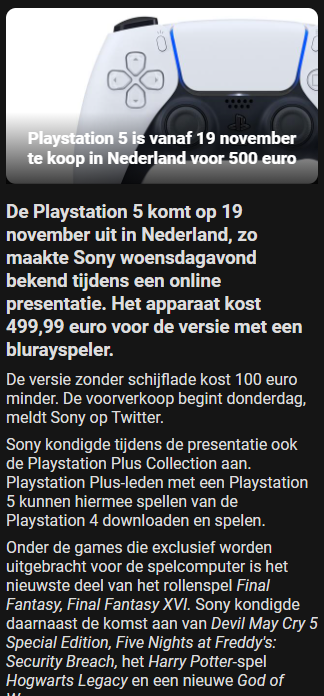 Playstation 5 is vanaf 19 november
te koop in Nederland voor 500 euro
De Playstation 5 komt op 19
november uit in Nederland, zo
maakte Sony woensdagavond
bekend tijdens een online
presentatie. Het apparaat kost
499,99 euro voor de versie met een
blurayspeler.
De versie zonder schijflade kost 100 euro
minder. De voorverkoop begint donderdag,
meldt Sony op Twitter.
Sony kondigde tijdens de presentatie ook
de Playstation Plus Collection aan.
Playstation Plus-leden met een Playstation
5 kunnen hiermee spellen van de
Playstation 4 downloaden en spelen.
Onder de games die exclusief worden
uitgebracht voor de spelcomputer is het
nieuwste deel van het rollenspel Final
Fantasy, Final Fantasy XVI. Sony kondigde
daarnaast de komst aan van Devil May Cry 5
Special Edition, Five Nights at Freddy's:
Security Breach, het Harry Potter-spel
Hogwarts Legacy en een nieuwe God of